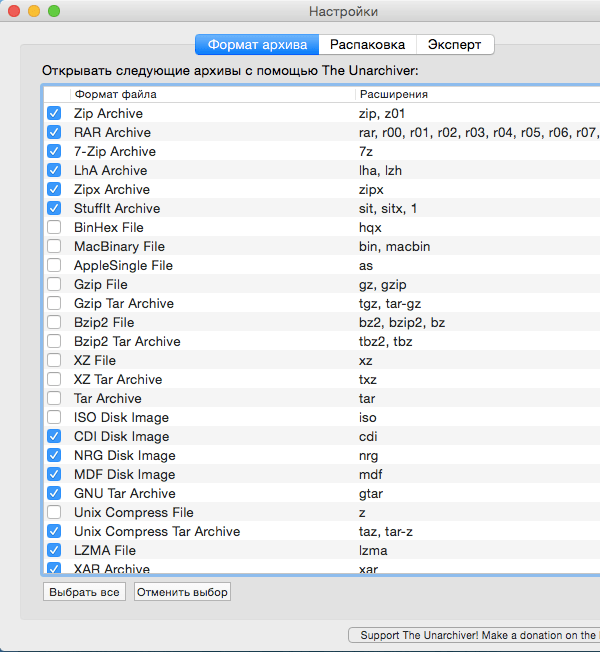 Настройки
Формат архива Распаковка Эксперт
Открывать следующие архивы с помощью The Unarchiver:
Формат файла Расширения
Zip Archive zip, z01
RAR Archive rar, r00, r01, r02, r03, r04, r05, r06, r07,
7-Zip Archive 7z
LhA Archive lha, lzh
Zipx Archive zipx
StuffIt Archive sit, sitx, 1
BinHex File hqx
MacBinary File bin, macbin
AppleSingle File as
Gzip File gz, gzip
Gzip Tar Archive tgz, tar-gz
Bzip2 File bz2, bzip2, bz
Bzip2 Tar Archive tbz2, tbz
XZ File xz
XZ Tar Archive txz
Tar Archive tar
ISO Disk Image iso
CDI Disk Image cdi
NRG Disk Image nrg
MDF Disk Image mdf
GNU Tar Archive gtar
Unix Compress File z
Unix Compress Tar Archive taz, tar-z
LZMA File lzma
XAR Archive xar
Выбрать все Отменить выбор
Support The Unarchiver! Make a donation on the